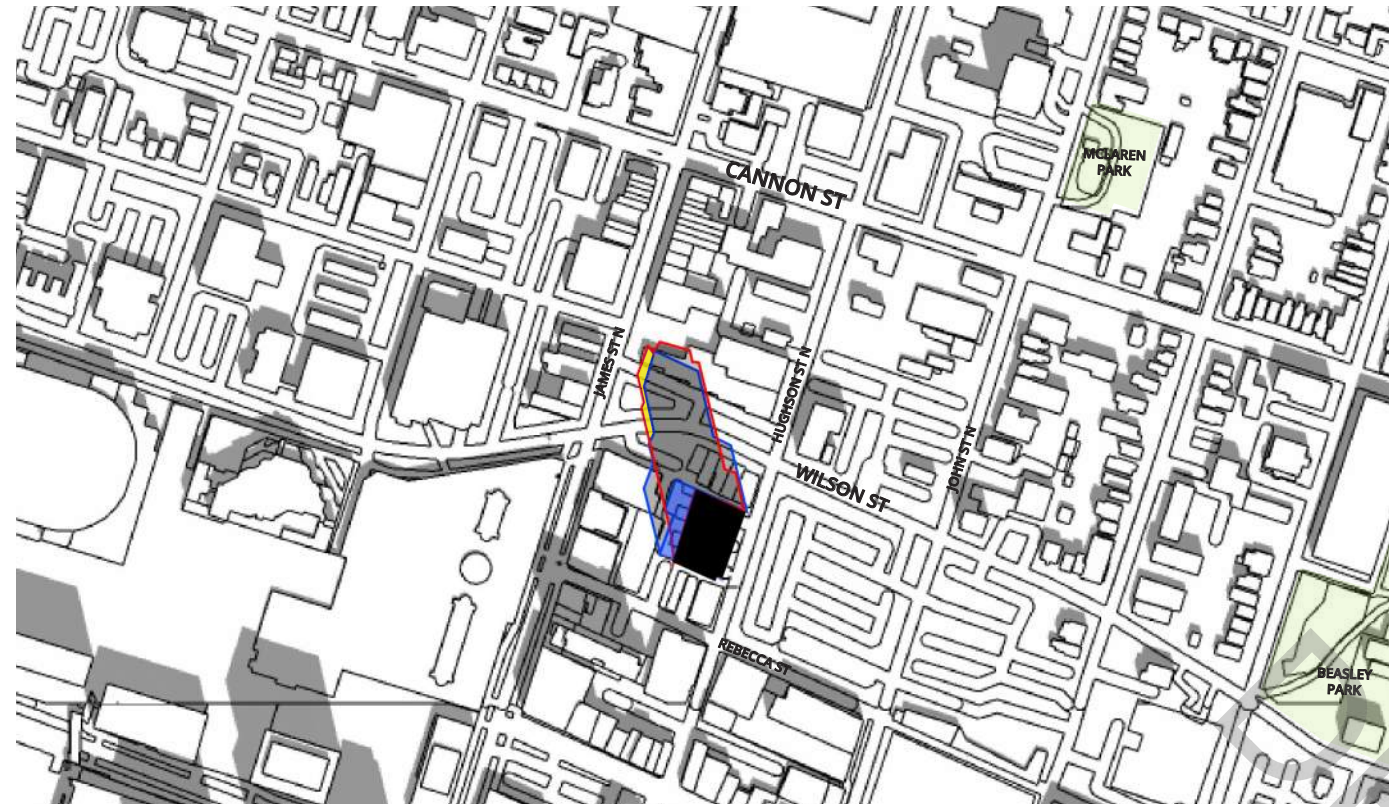 MCLAREN
PARK
CANNON ST
JAMES ST N
HUGHSON ST N
JOHN ST N
WILSON ST
REBECCA ST
BEASLEY
PARK